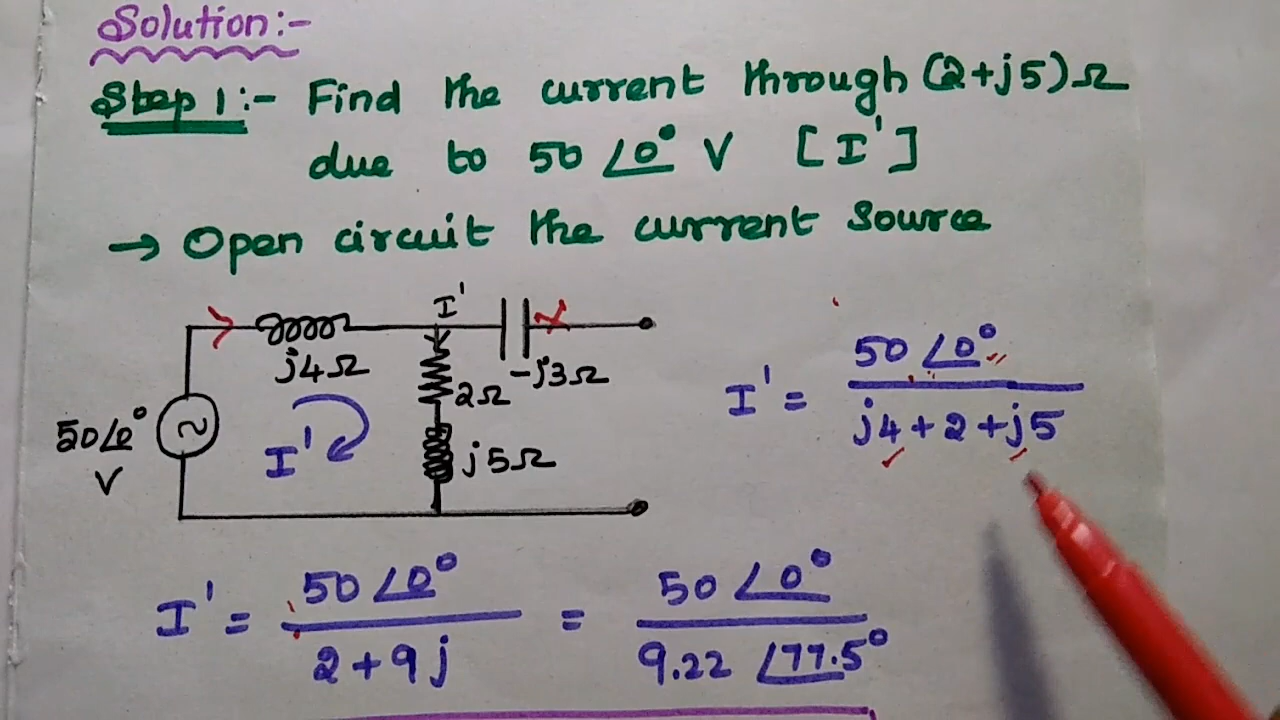 Solution:-
Step 1:- Find the current through (2+j5)Ω
due to 50∠0° V [I']
→ Open circuit the current source
I'
j4Ω
-j3Ω
2Ω
50∠0°
V
I'
j5Ω
I' = 50∠0° / j4+2+j5
I' = 50∠0° / 2+9j = 50∠0° / 9.22∠77.5°